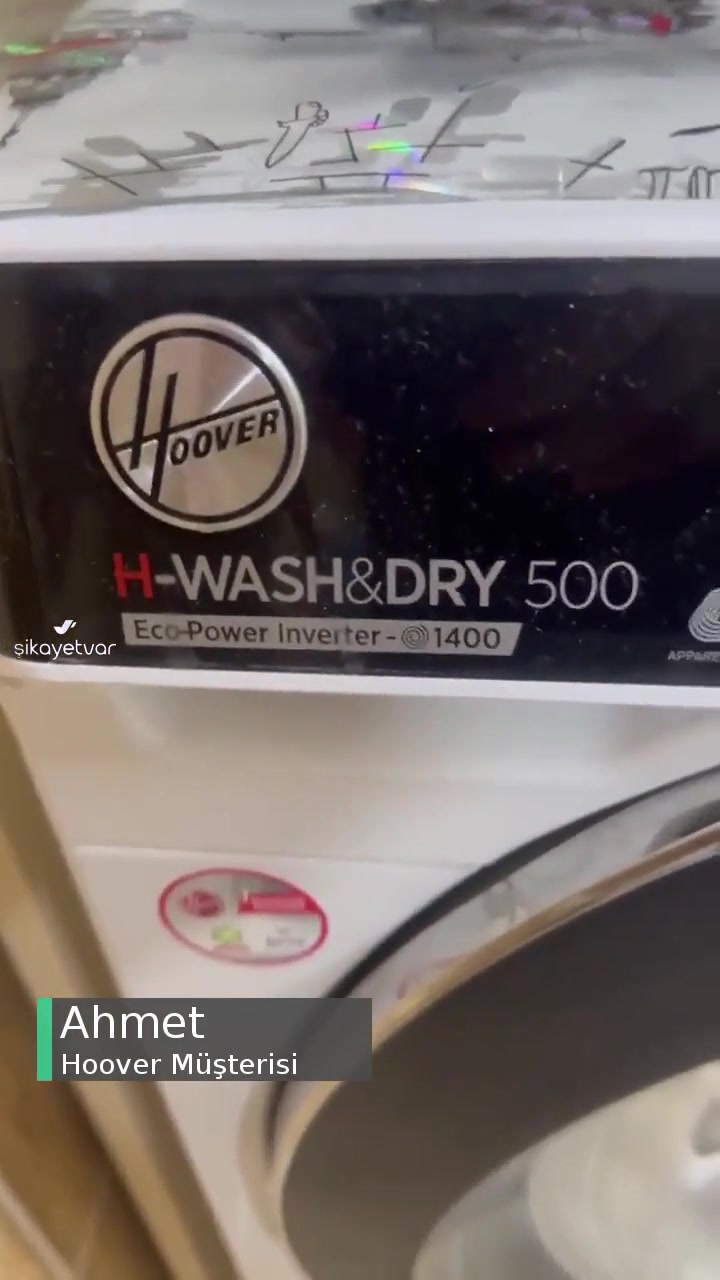 HOOVER
H-WASH&DRY 500
Eco-Power Inverter - 1400
şikayetvar
Ahmet
Hoover Müşterisi